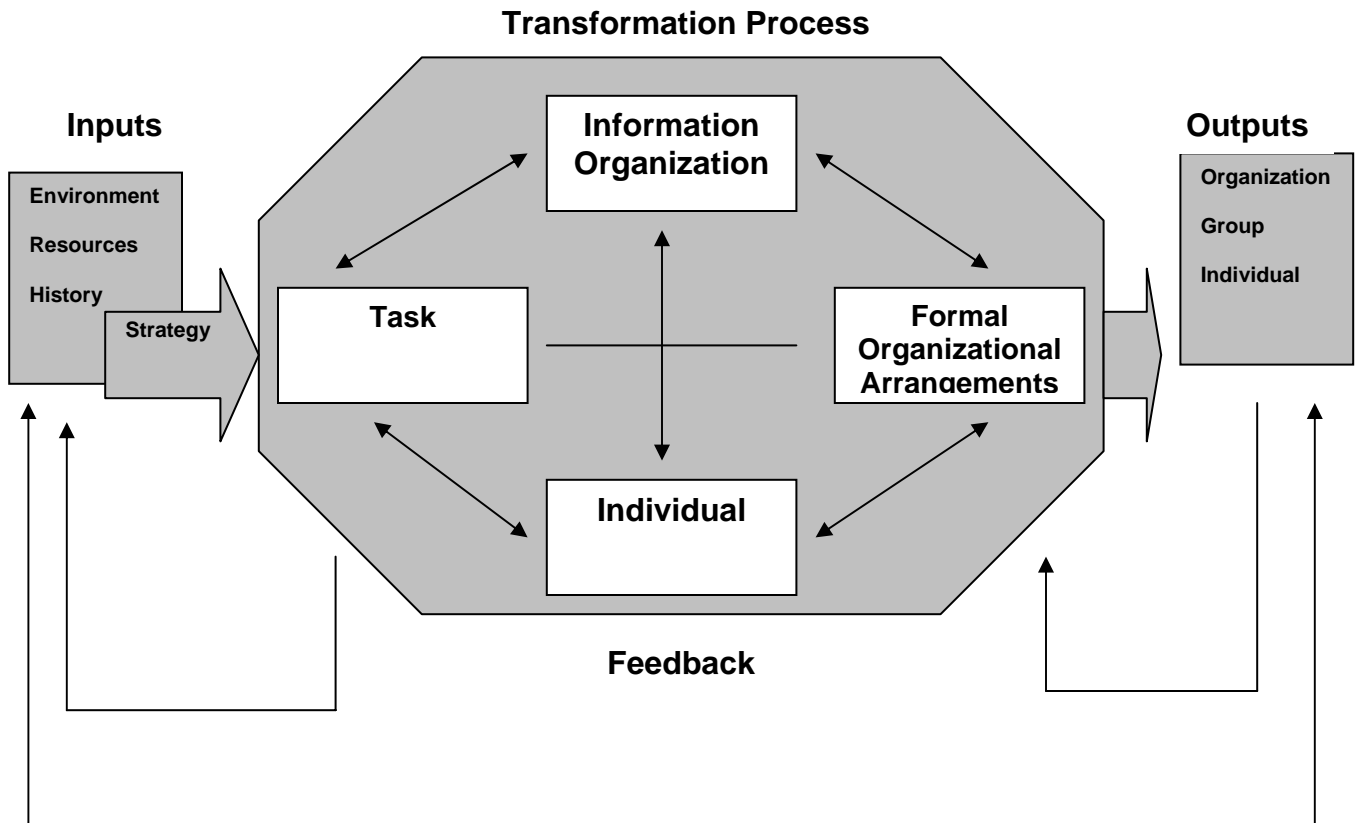 Transformation Process
Inputs
Environment
Resources
History
Strategy
Information
Organization
Task
Formal
Organizational
Arrangements
Individual
Outputs
Organization
Group
Individual
Feedback